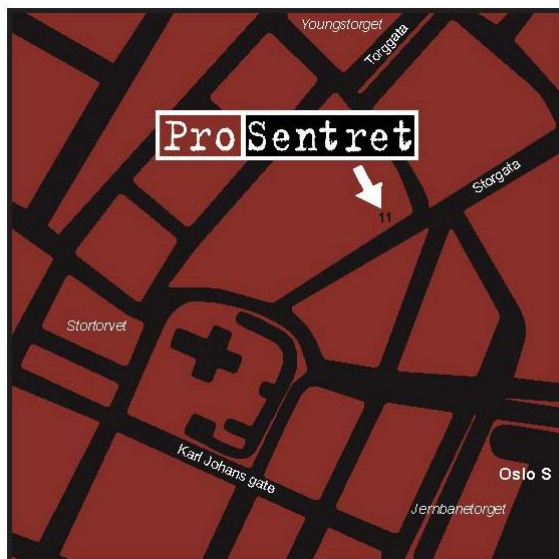 Youngstorget
Torggata
ProSentret
Storgata
11
Stortorvet
Karl Johans gate
Oslo S
Jernbanetorget